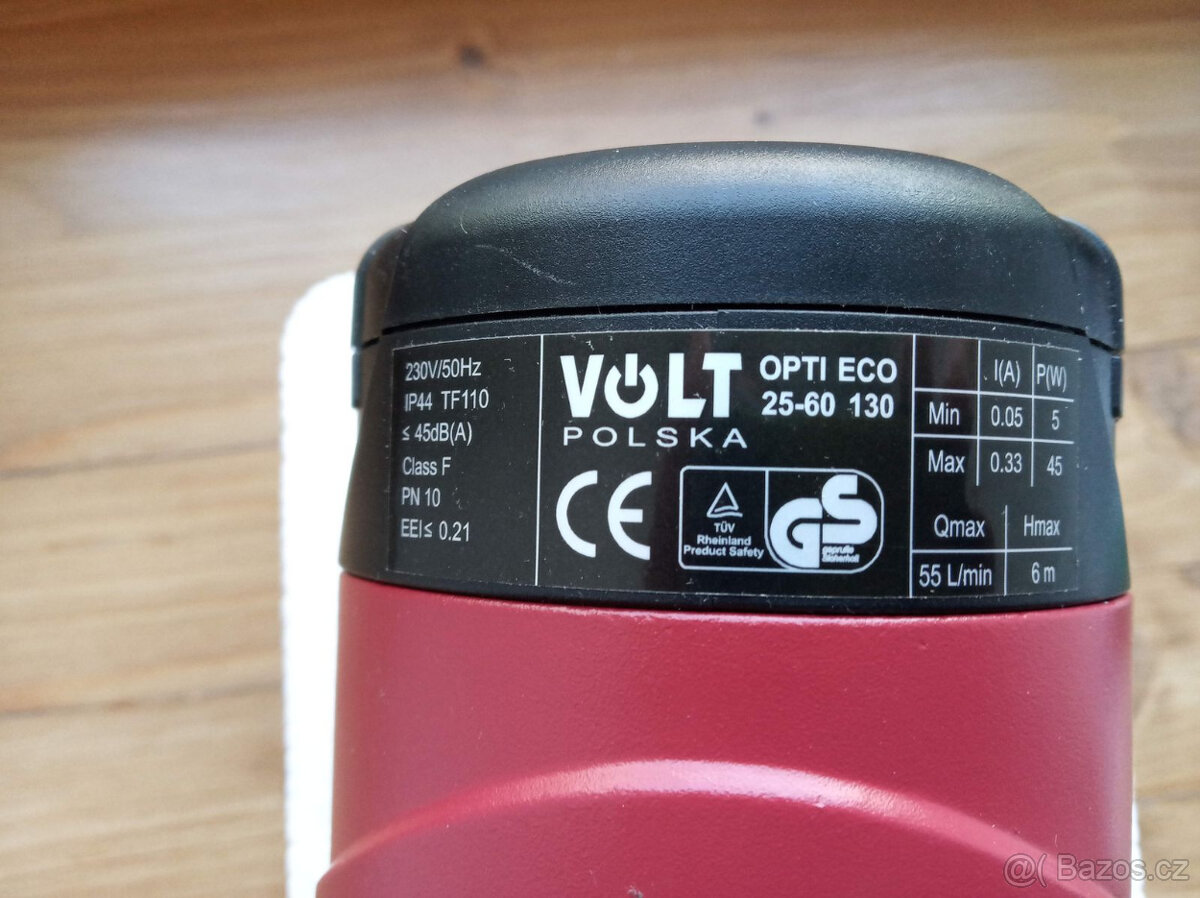 230V/50Hz
IP44 TF110
≤ 45dB(A)
Class F
PN 10
EEI≤ 0.21
VOLT
POLSKA
OPTI ECO
25-60 130
CE
TÜV
Rheinland
Product Safety
GS
geprüfte
Sicherheit
I(A) P(W)
Min 0.05 5
Max 0.33 45
Qmax Hmax
55 L/min 6 m
@( Bazos.cz